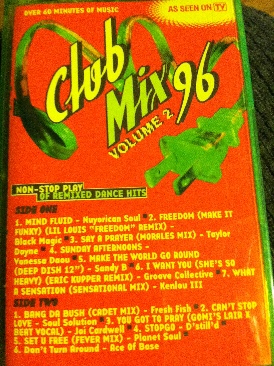 OVER 60 MINUTES OF MUSIC
AS SEEN ON TV
Club
Mix '96
VOLUME 2
NON-STOP PLAY
OF REMIXED DANCE HITS
SIDE ONE
1. MIND FLUID - Nuyorican Soul • 2. FREEDOM (MAKE IT
FUNKY) (LIL LOUIS "FREEDOM" REMIX) -
Black Magic • 3. SAY A PRAYER (MORALES MIX) - Taylor
Dayne • 4. SUNDAY AFTERNOONS -
Vanessa Daou • 5. MAKE THE WORLD GO ROUND
(DEEP DISH 12") - Sandy B • 6. I WANT YOU (SHE'S SO
HEAVY) (ERIC KUPPER REMIX) - Groove Collective • 7. WHAT
A SENSATION (SENSATIONAL MIX) - Kenlou III
SIDE TWO
1. BANG DA BUSH (CADET MIX) - Fresh Fish • 2. CAN'T STOP
LOVE - Soul Solution • 3. YOU GOT TO PRAY (GOMI'S LAIR X
BEAT VOCAL) - Joi Cardwell • 4. STOPGO - D'still'd •
5. SET U FREE (FEVER MIX) - Planet Soul •
6. Don't Turn Around - Ace Of Base